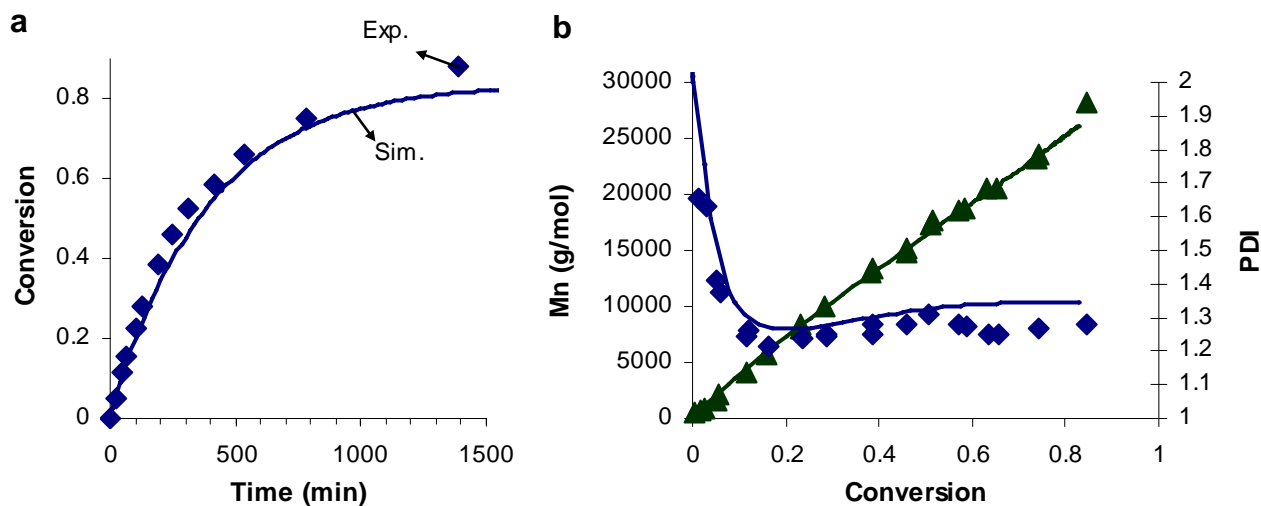 a
Exp.
Sim.
0.8
0.6
0.4
0.2
0
0 500 1000 1500
Conversion
Time (min)
b
30000
25000
20000
15000
10000
5000
0
Mn (g/mol)
2
1.9
1.8
1.7
1.6
1.5
1.4
1.3
1.2
1.1
1
PDI
0 0.2 0.4 0.6 0.8 1
Conversion